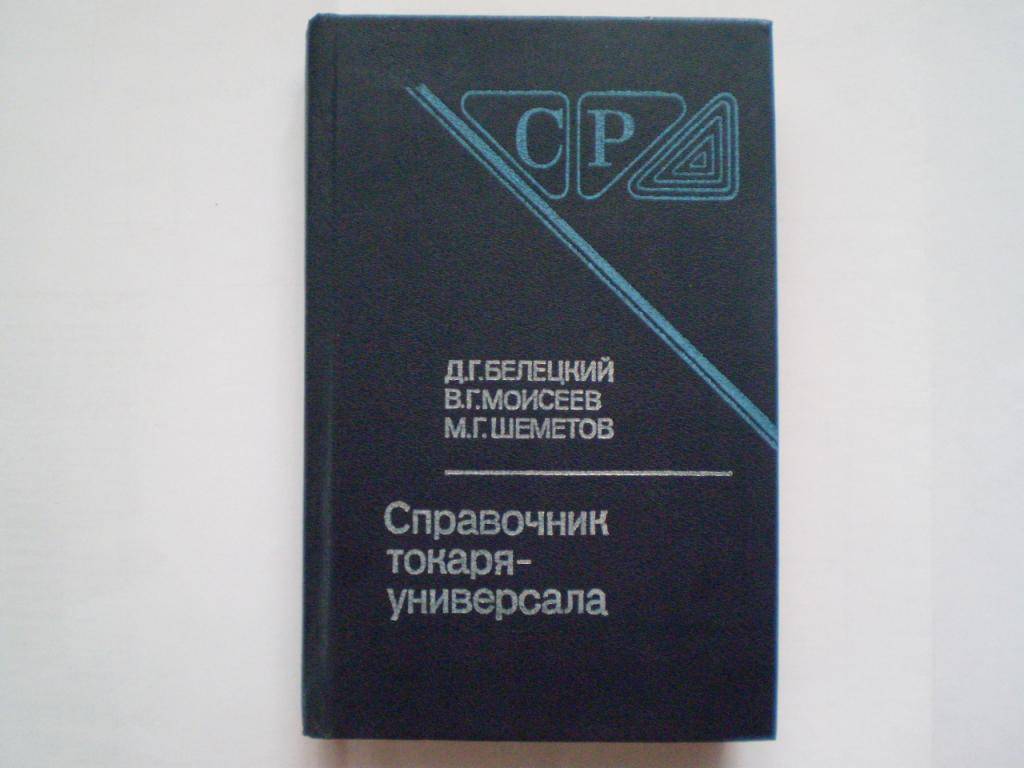 СР
Д.Г.БЕЛЕЦКИЙ
В.Г.МОИСЕЕВ
М.Г.ШЕМЕТОВ
Справочник
токаря-
универсала